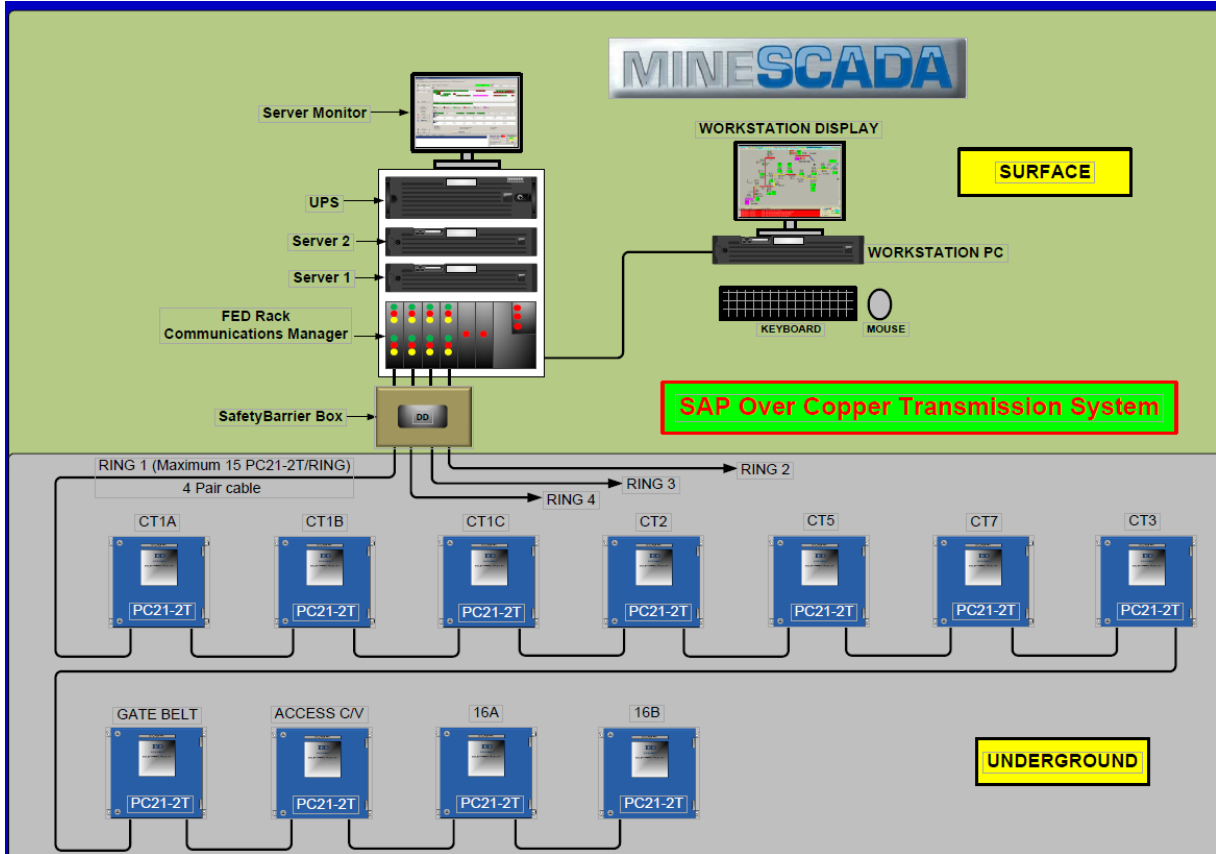 MINESCADA
Server Monitor
WORKSTATION DISPLAY
SURFACE
UPS
Server 2
WORKSTATION PC
Server 1
FED Rack
Communications Manager
KEYBOARD
MOUSE
SafetyBarrier Box
DD
SAP Over Copper Transmission System
RING 1 (Maximum 15 PC21-2T/RING)
4 Pair cable
RING 2
RING 3
RING 4
CT1A
CT1B
CT1C
CT2
CT5
CT7
CT3
PC21-2T
PC21-2T
PC21-2T
PC21-2T
PC21-2T
PC21-2T
PC21-2T
GATE BELT
ACCESS C/V
16A
16B
UNDERGROUND
PC21-2T
PC21-2T
PC21-2T
PC21-2T